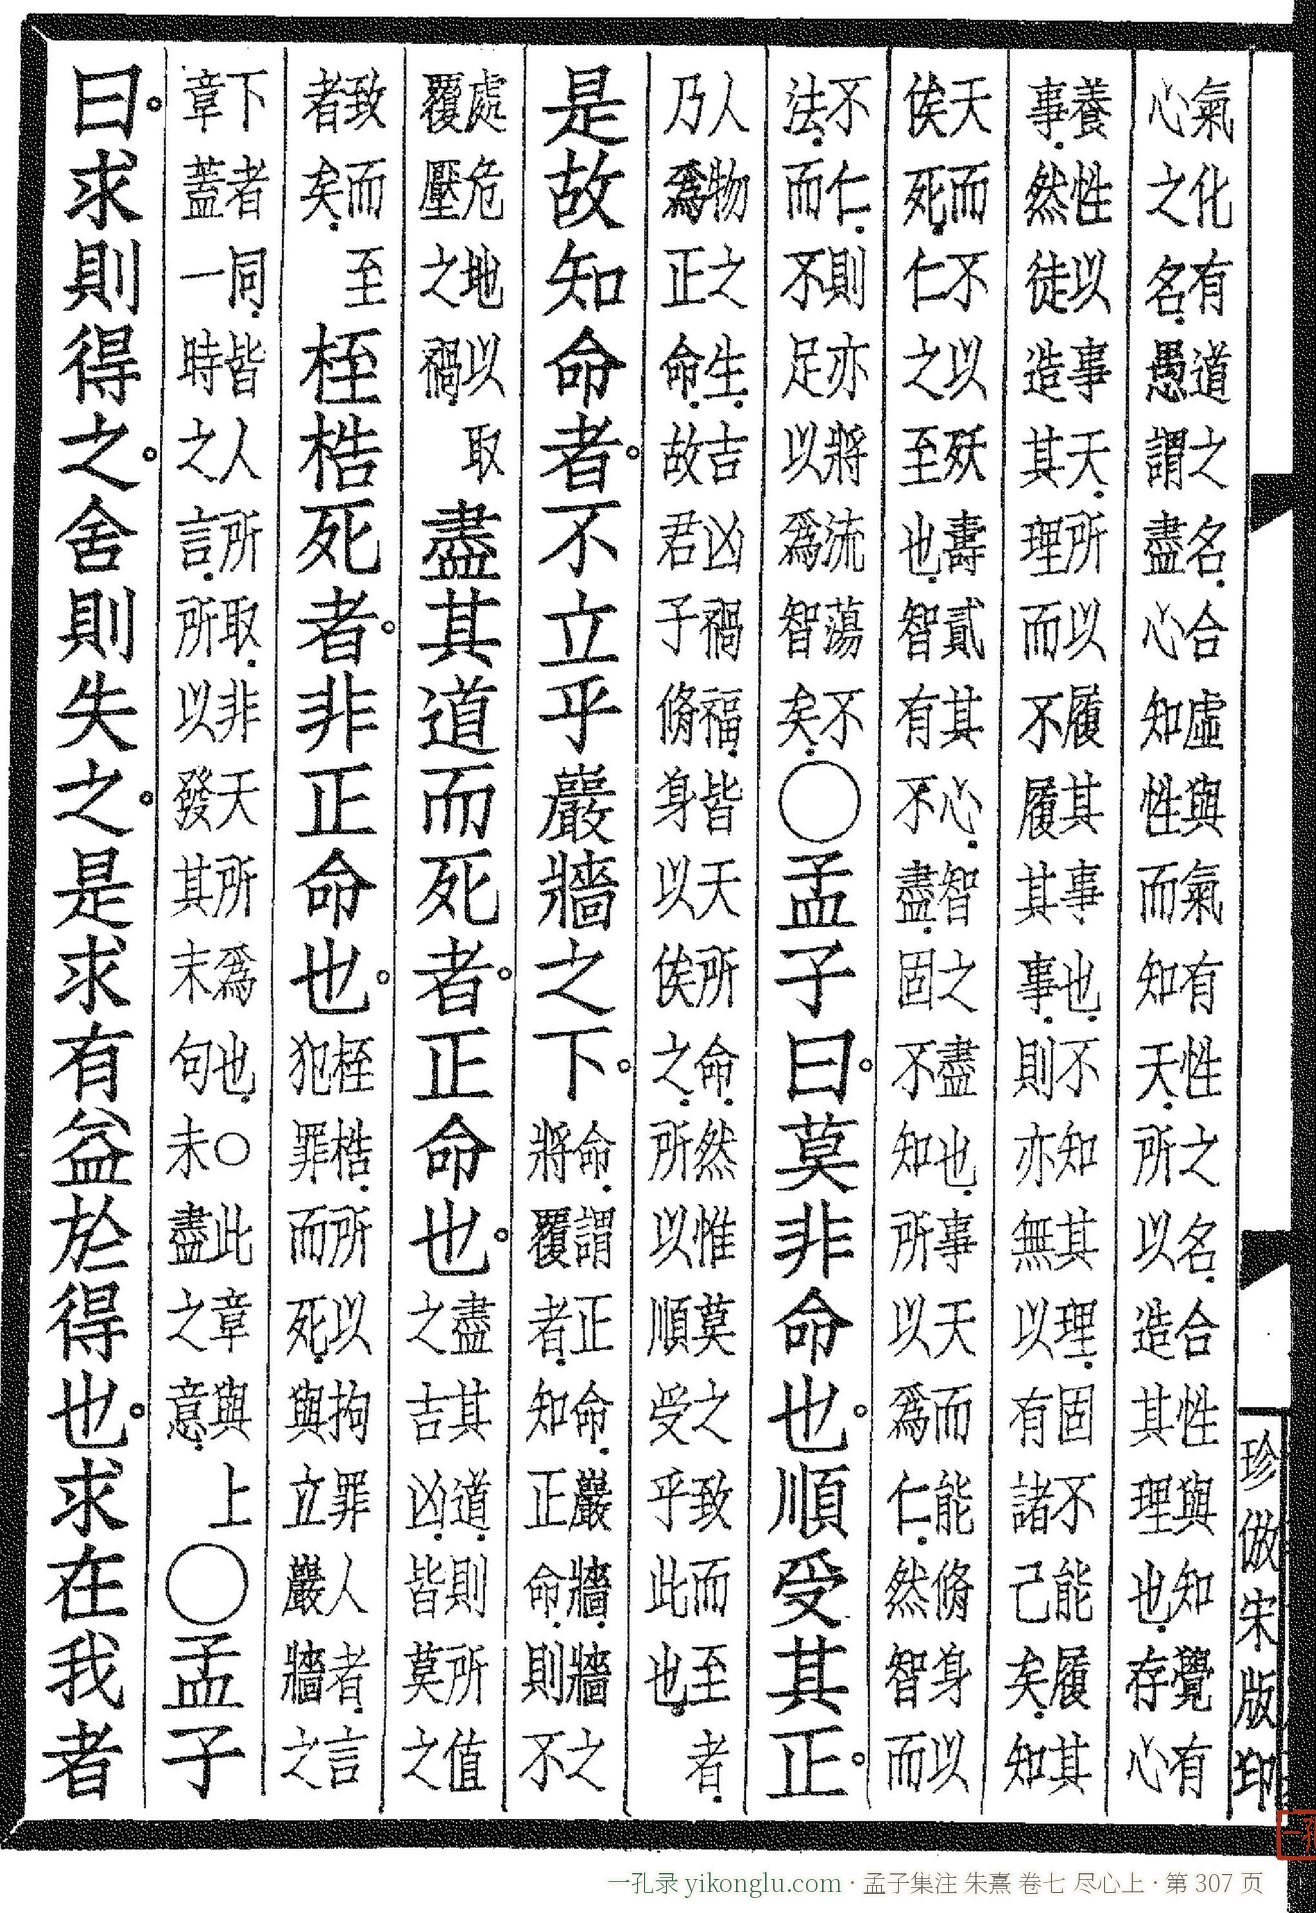 珍倣宋版印
氣化有道之名.合虛與氣有性之名.合性與知覺有
心之名.愚謂盡心知性而知天.所以造其理也.存心
養性以事天.所以履其事也.不知其理.固不能履其
事.然徒造其理而不履其事.則亦無以有諸己矣.知
天而不以殀壽貳其心.智之盡也.事天而能脩身以
俟死.仁之至也.智有不盡.固不知所以爲仁.然智而
不仁.則亦將流蕩不
法.而不足以爲智矣.
○孟子曰。莫非命也。順受其正。
人物之生.吉凶禍福.皆天所命.然惟莫之致而至者.
乃爲正命.故君子脩身以俟之.所以順受乎此也.
是故知命者。不立乎巖牆之下。
命.謂正命.巖牆.牆之
將覆者.知正命.則不
處危地以取
覆壓之禍.
盡其道而死者。正命也。
盡其道.則所值
之吉凶.皆莫之
致而至
者矣.
桎梏死者。非正命也。
桎梏.所以拘罪人者.言
犯罪而死.與立巖牆之
下者同.皆人所取.非天所爲也.○此章與上
章蓋一時之言.所以發其末句未盡之意.
○孟子
曰。求則得之。舍則失之。是求有益於得也。求在我者
一孔录 yikonglu.com · 孟子集注 朱熹 卷七 尽心上 · 第 307 页